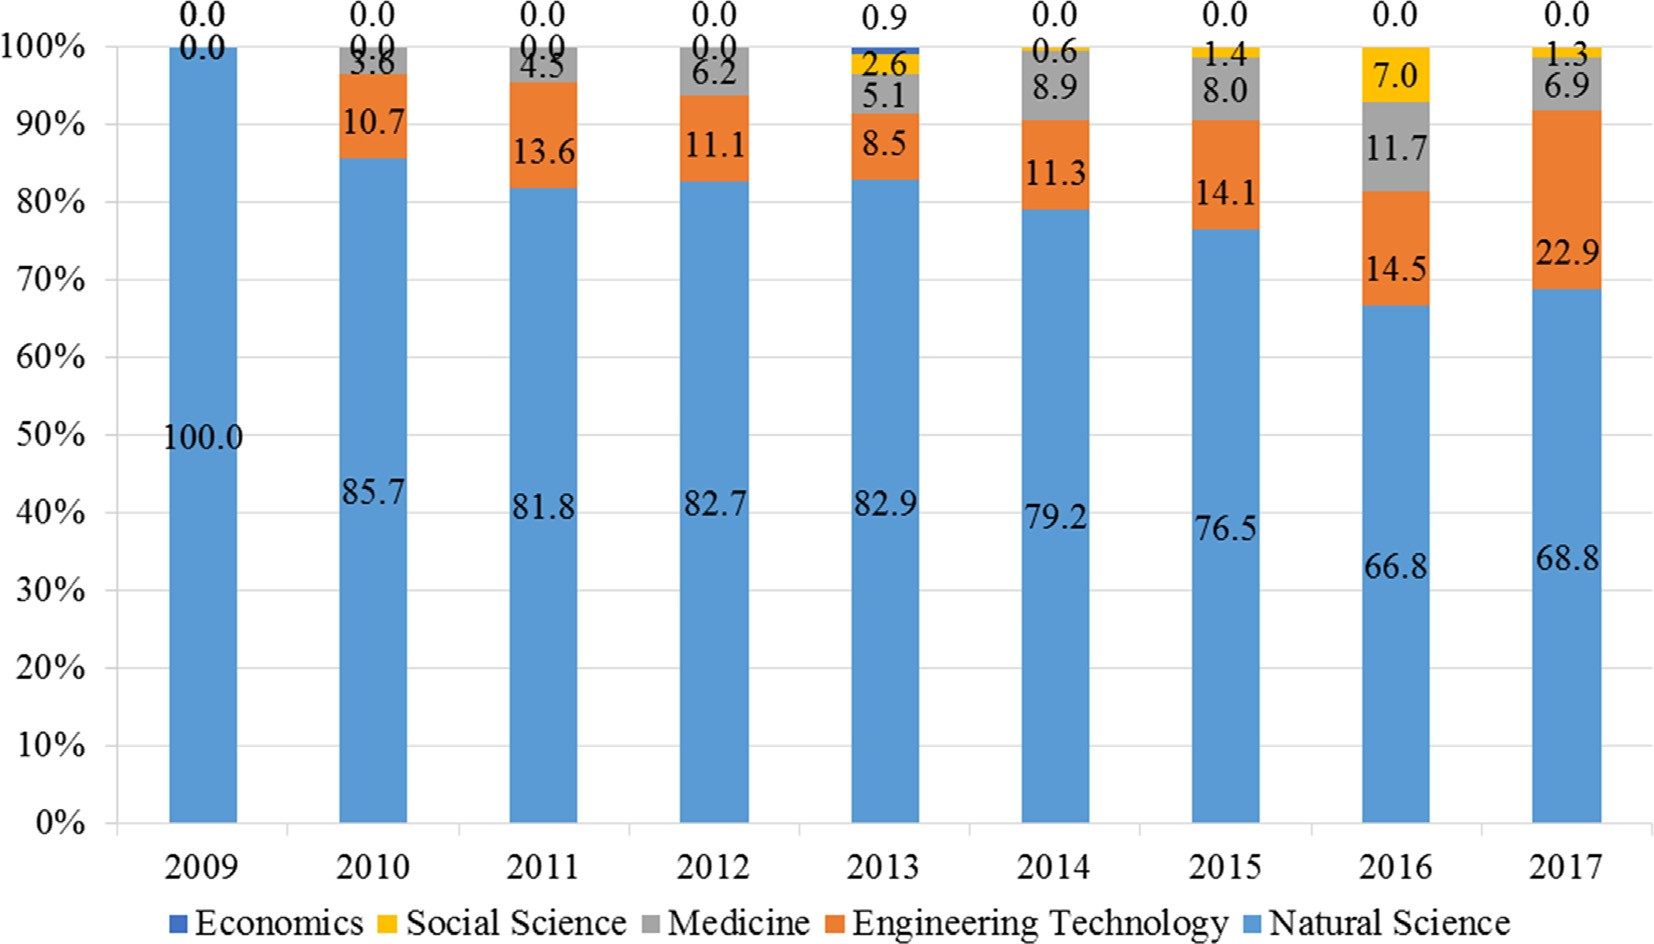 0.0 0.0 0.0 0.0 0.9 0.0 0.0 0.0 0.0
100% 0.0 0.0 0.0 0.0 2.6 0.6 1.4 7.0 1.3
3.6 4.5 6.2 5.1 8.9 8.0 11.7 6.9
90% 10.7 13.6 11.1 8.5 11.3 14.1 14.5 22.9
80%
70%
60%
50% 100.0
85.7 81.8 82.7 82.9 79.2 76.5 66.8 68.8
40%
30%
20%
10%
0%
2009 2010 2011 2012 2013 2014 2015 2016 2017
Economics Social Science Medicine Engineering Technology Natural Science